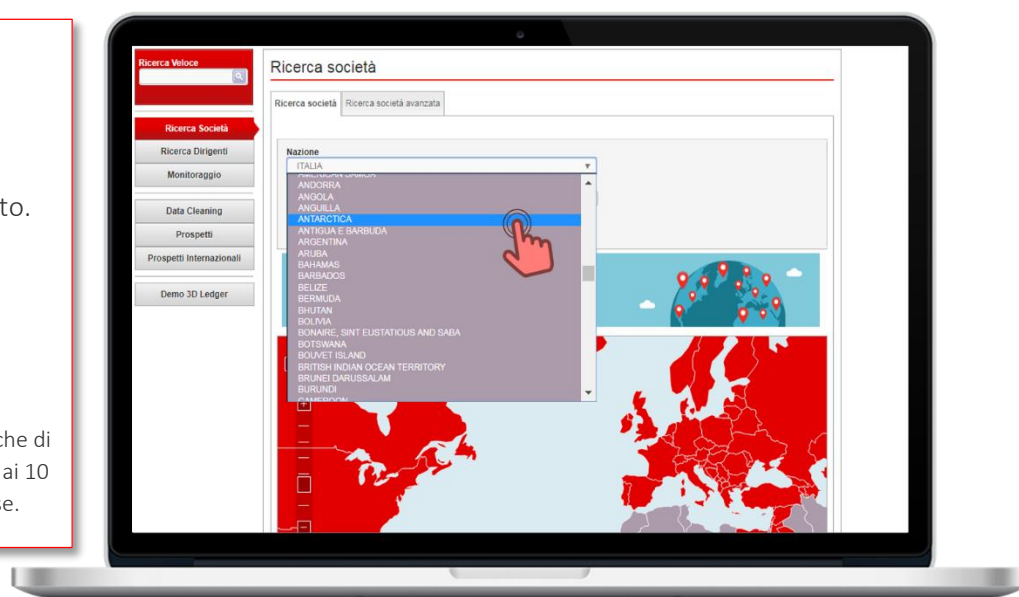 to.
che di
ai 10
se.
Ricerca Veloce
Ricerca Società
Ricerca Dirigenti
Monitoraggio
Data Cleaning
Prospetti
Prospetti Internazionali
Demo 3D Ledger
Ricerca società
Ricerca società
Ricerca società avanzata
Nazione
ITALIA
AMERICAN SAMOA
ANDORRA
ANGOLA
ANGUILLA
ANTARCTICA
ANTIGUA E BARBUDA
ARGENTINA
ARUBA
BAHAMAS
BARBADOS
BELIZE
BERMUDA
BHUTAN
BOLIVIA
BONAIRE, SINT EUSTATIOUS AND SABA
BOTSWANA
BOUVET ISLAND
BRITISH INDIAN OCEAN TERRITORY
BRUNEI DARUSSALAM
BURUNDI
CAMEROON